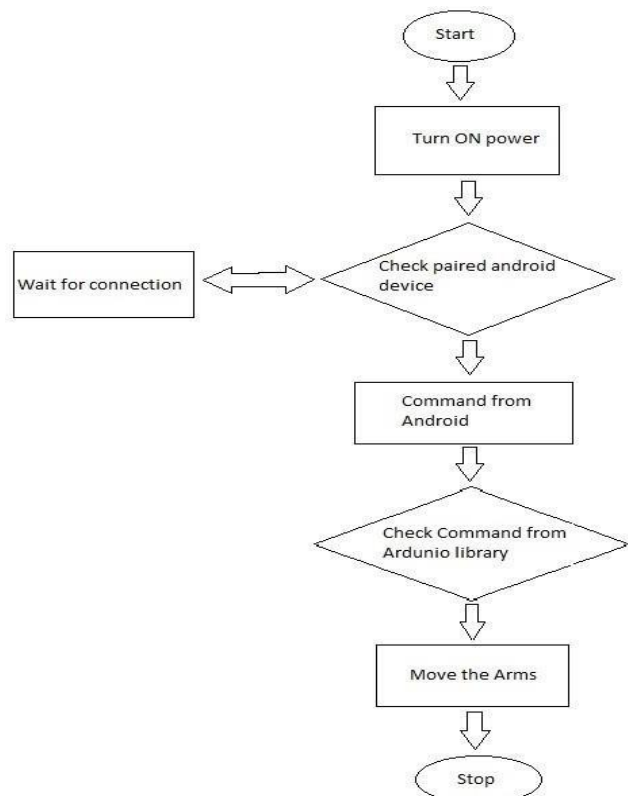 Start
Turn ON power
Check paired android
device
Wait for connection
Command from
Android
Check Command from
Ardunio library
Move the Arms
Stop